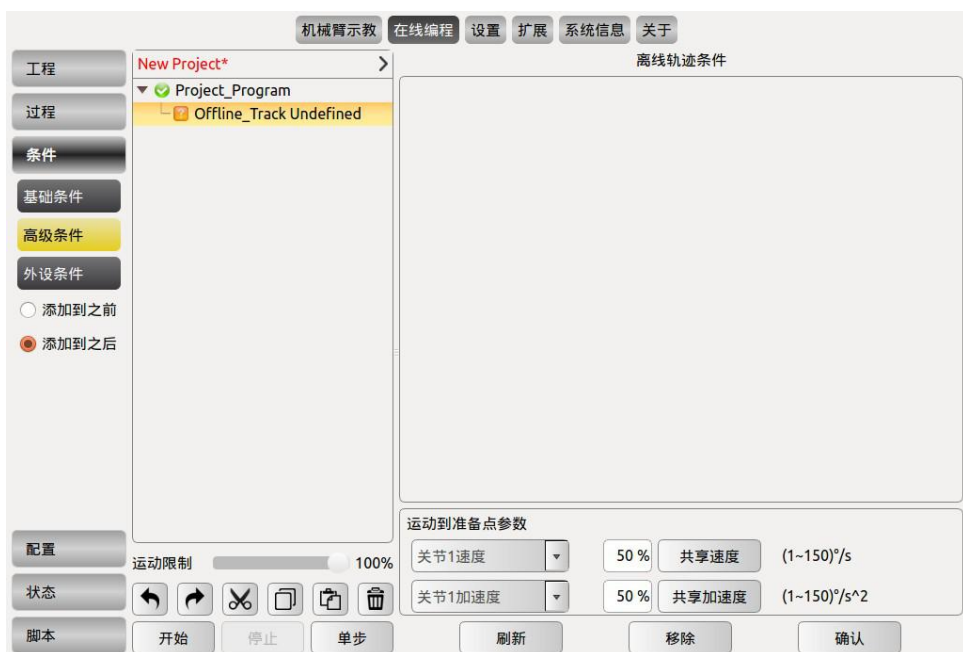 机械臂示教 在线编程 设置 扩展 系统信息 关于
工程
过程
条件
基础条件
高级条件
外设条件
添加到之前
添加到之后
配置
状态
脚本
New Project* >
Project_Program
Offline_Track Undefined
运动限制 100%
开始 停止 单步
离线轨迹条件
运动到准备点参数
关节1速度 50 % 共享速度 (1~150)°/s
关节1加速度 50 % 共享加速度 (1~150)°/s^2
刷新 移除 确认